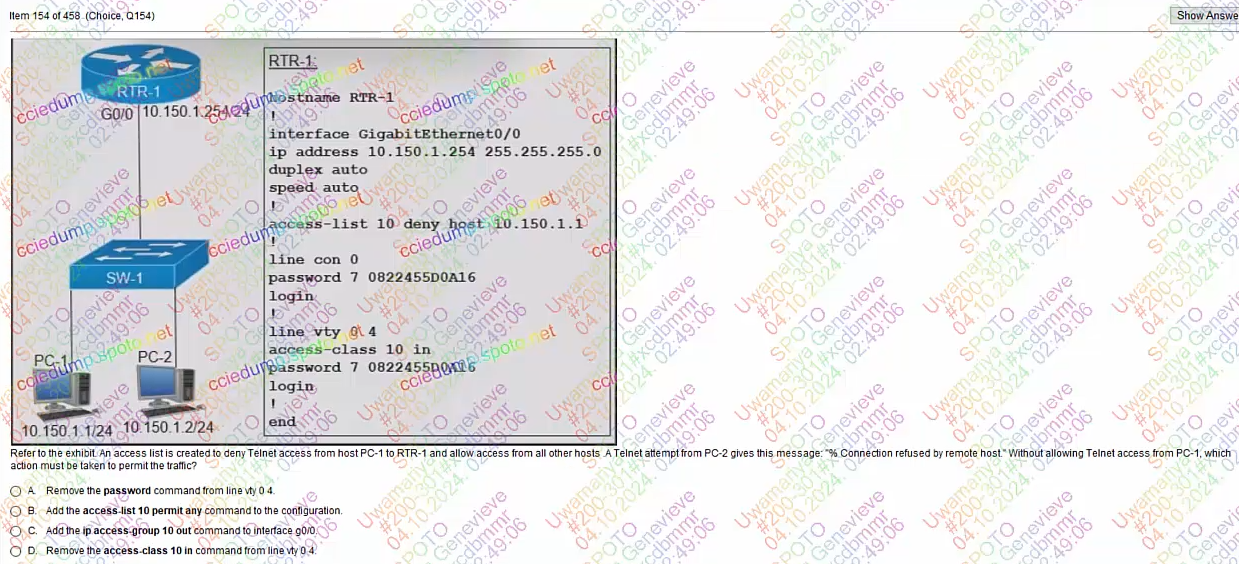 Item 154 of 458 (Choice, Q154)
Show Answe
RTR-1
G0/0
10.150.1.254/24
SW-1
PC-1
PC-2
10.150.1.1/24
10.150.1.2/24
RTR-1:
hostname RTR-1
!
interface GigabitEthernet0/0
ip address 10.150.1.254 255.255.255.0
duplex auto
speed auto
!
access-list 10 deny host 10.150.1.1
!
line con 0
password 7 0822455D0A16
login
!
line vty 0 4
access-class 10 in
password 7 0822455D0A16
login
!
end
cciedump.spoto.net
Refer to the exhibit. An access list is created to deny Telnet access from host PC-1 to RTR-1 and allow access from all other hosts. A Telnet attempt from PC-2 gives this message: "% Connection refused by remote host." Without allowing Telnet access from PC-1, which
action must be taken to permit the traffic?
A. Remove the password command from line vty 0 4.
B. Add the access-list 10 permit any command to the configuration.
C. Add the ip access-group 10 out command to interface g0/0.
D. Remove the access-class 10 in command from line vty 0 4.